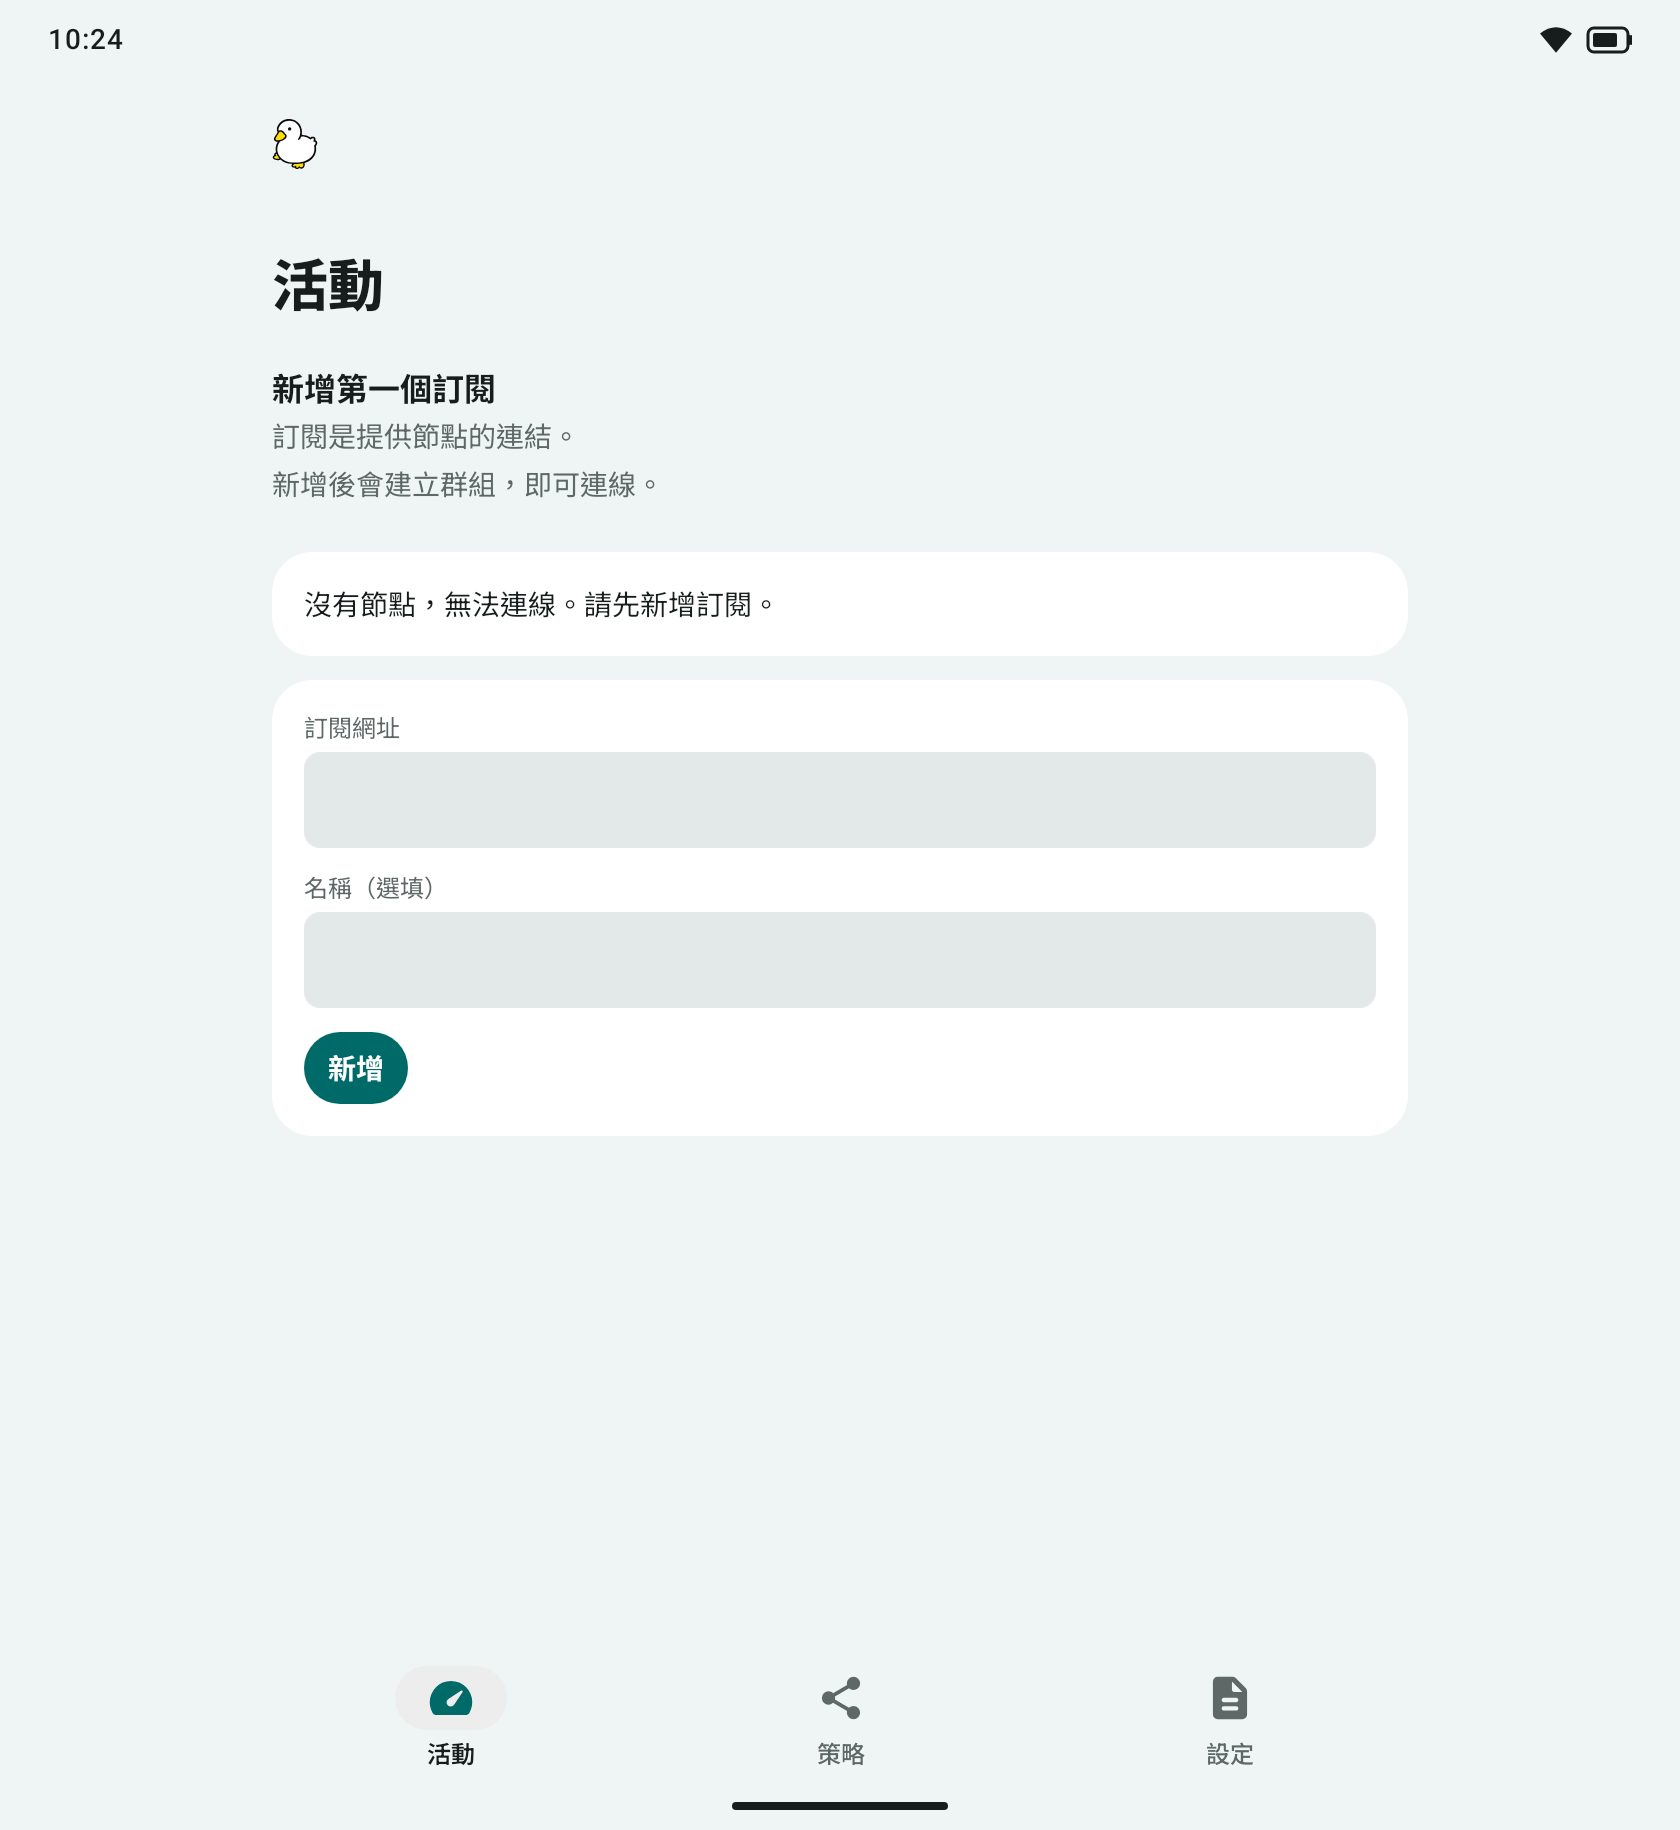 10:24
活動
新增第一個訂閱
訂閱是提供節點的連結。
新增後會建立群組，即可連線。
沒有節點，無法連線。請先新增訂閱。
訂閱網址
名稱（選填）
新增
活動
策略
設定